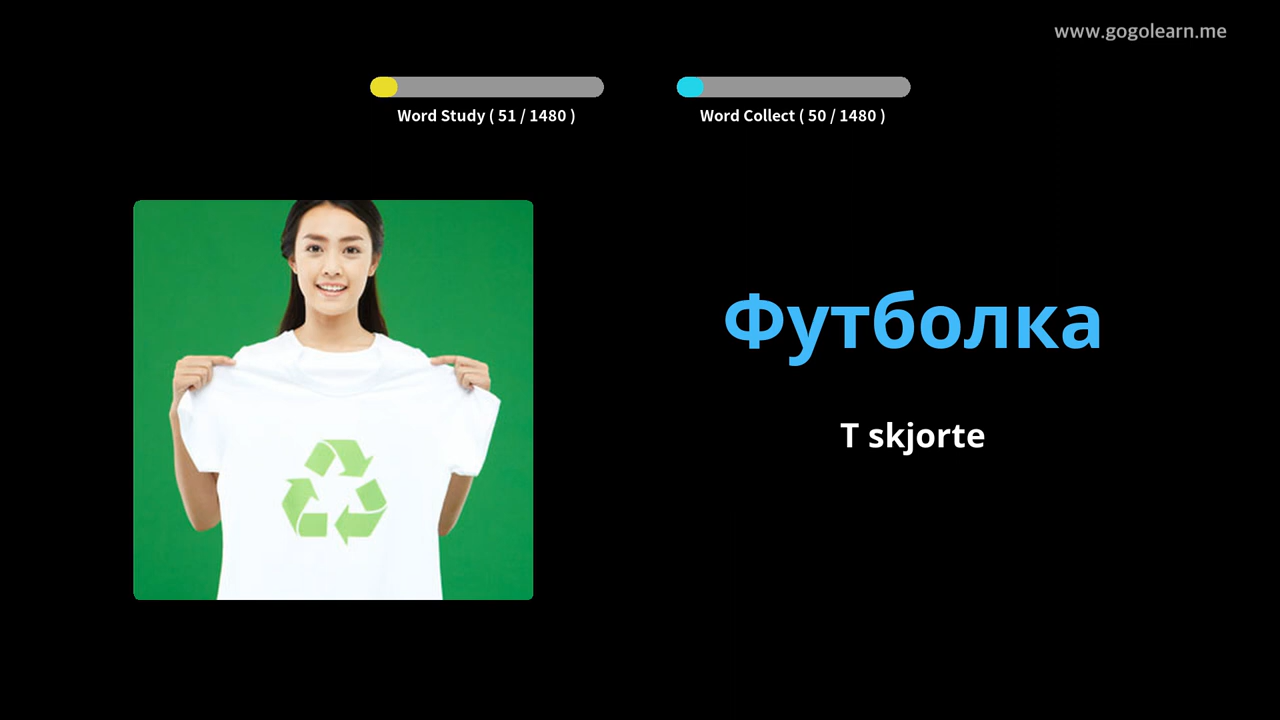 www.gogolearn.me
Word Study ( 51 / 1480 )
Word Collect ( 50 / 1480 )
Футболка
T skjorte